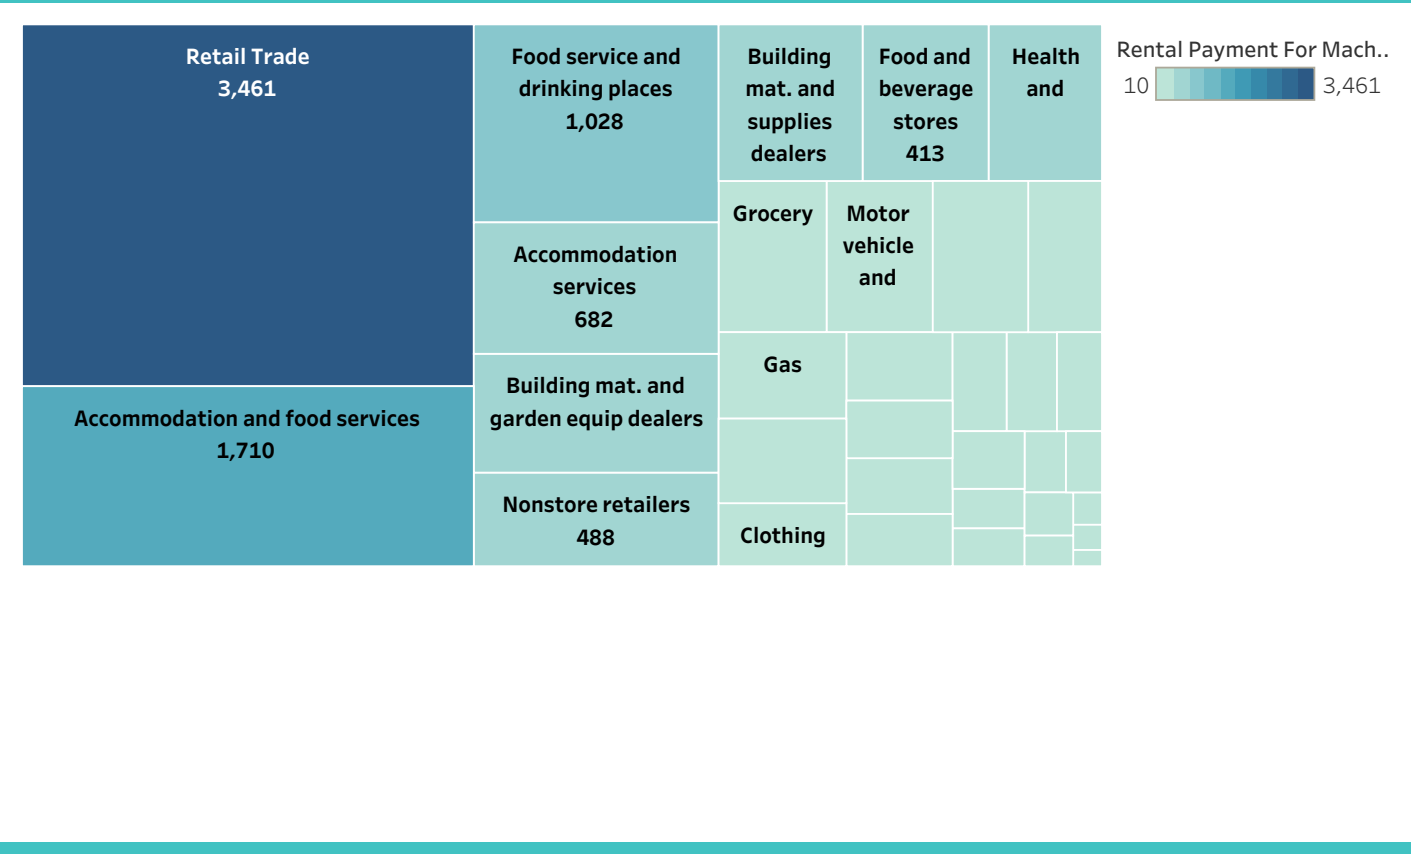 Retail Trade
3,461
Accommodation and food services
1,710
Food service and
drinking places
1,028
Accommodation
services
682
Building mat. and
garden equip dealers
Nonstore retailers
488
Building
mat. and
supplies
dealers
Food and
beverage
stores
413
Health
and
Grocery
Motor
vehicle
and
Gas
Clothing
Rental Payment For Mach..
10
3,461